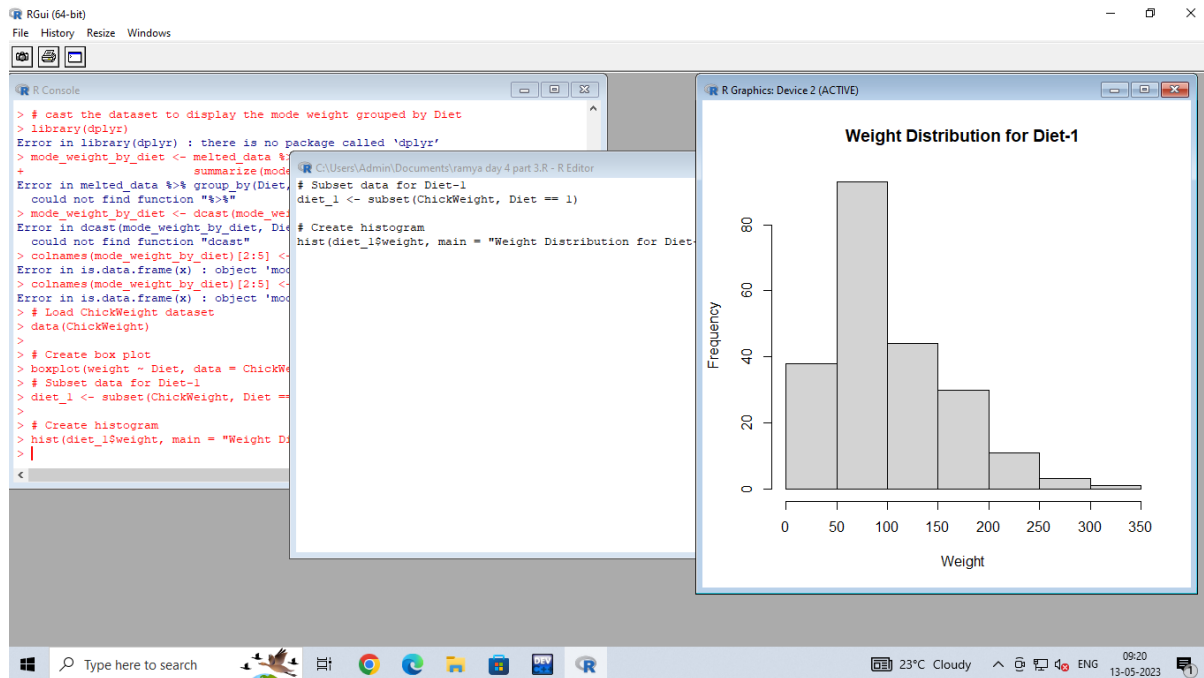 RGui (64-bit)
File History Resize Windows
R Console
> # cast the dataset to display the mode weight grouped by Diet
> library(dplyr)
Error in library(dplyr) : there is no package called ‘dplyr’
> mode_weight_by_diet <- melted_data %>
+ summarize(mode
Error in melted_data %>% group_by(Diet,
could not find function "%>%"
> mode_weight_by_diet <- dcast(mode_wei
Error in dcast(mode_weight_by_diet, Die
could not find function "dcast"
> colnames(mode_weight_by_diet)[2:5] <-
Error in is.data.frame(x) : object 'mod
> colnames(mode_weight_by_diet)[2:5] <-
Error in is.data.frame(x) : object 'mod
> # Load ChickWeight dataset
> data(ChickWeight)
>
> # Create box plot
> boxplot(weight ~ Diet, data = ChickWe
> # Subset data for Diet-1
> diet_1 <- subset(ChickWeight, Diet ==
>
> # Create histogram
> hist(diet_1$weight, main = "Weight Di
>
C:\Users\Admin\Documents\ramya day 4 part 3.R - R Editor
# Subset data for Diet-1
diet_1 <- subset(ChickWeight, Diet == 1)
# Create histogram
hist(diet_1$weight, main = "Weight Distribution for Diet-
R Graphics: Device 2 (ACTIVE)
Weight Distribution for Diet-1
Frequency
80
60
40
20
0
0 50 100 150 200 250 300 350
Weight
Type here to search
DEV
23°C Cloudy
ENG
09:20
13-05-2023
1